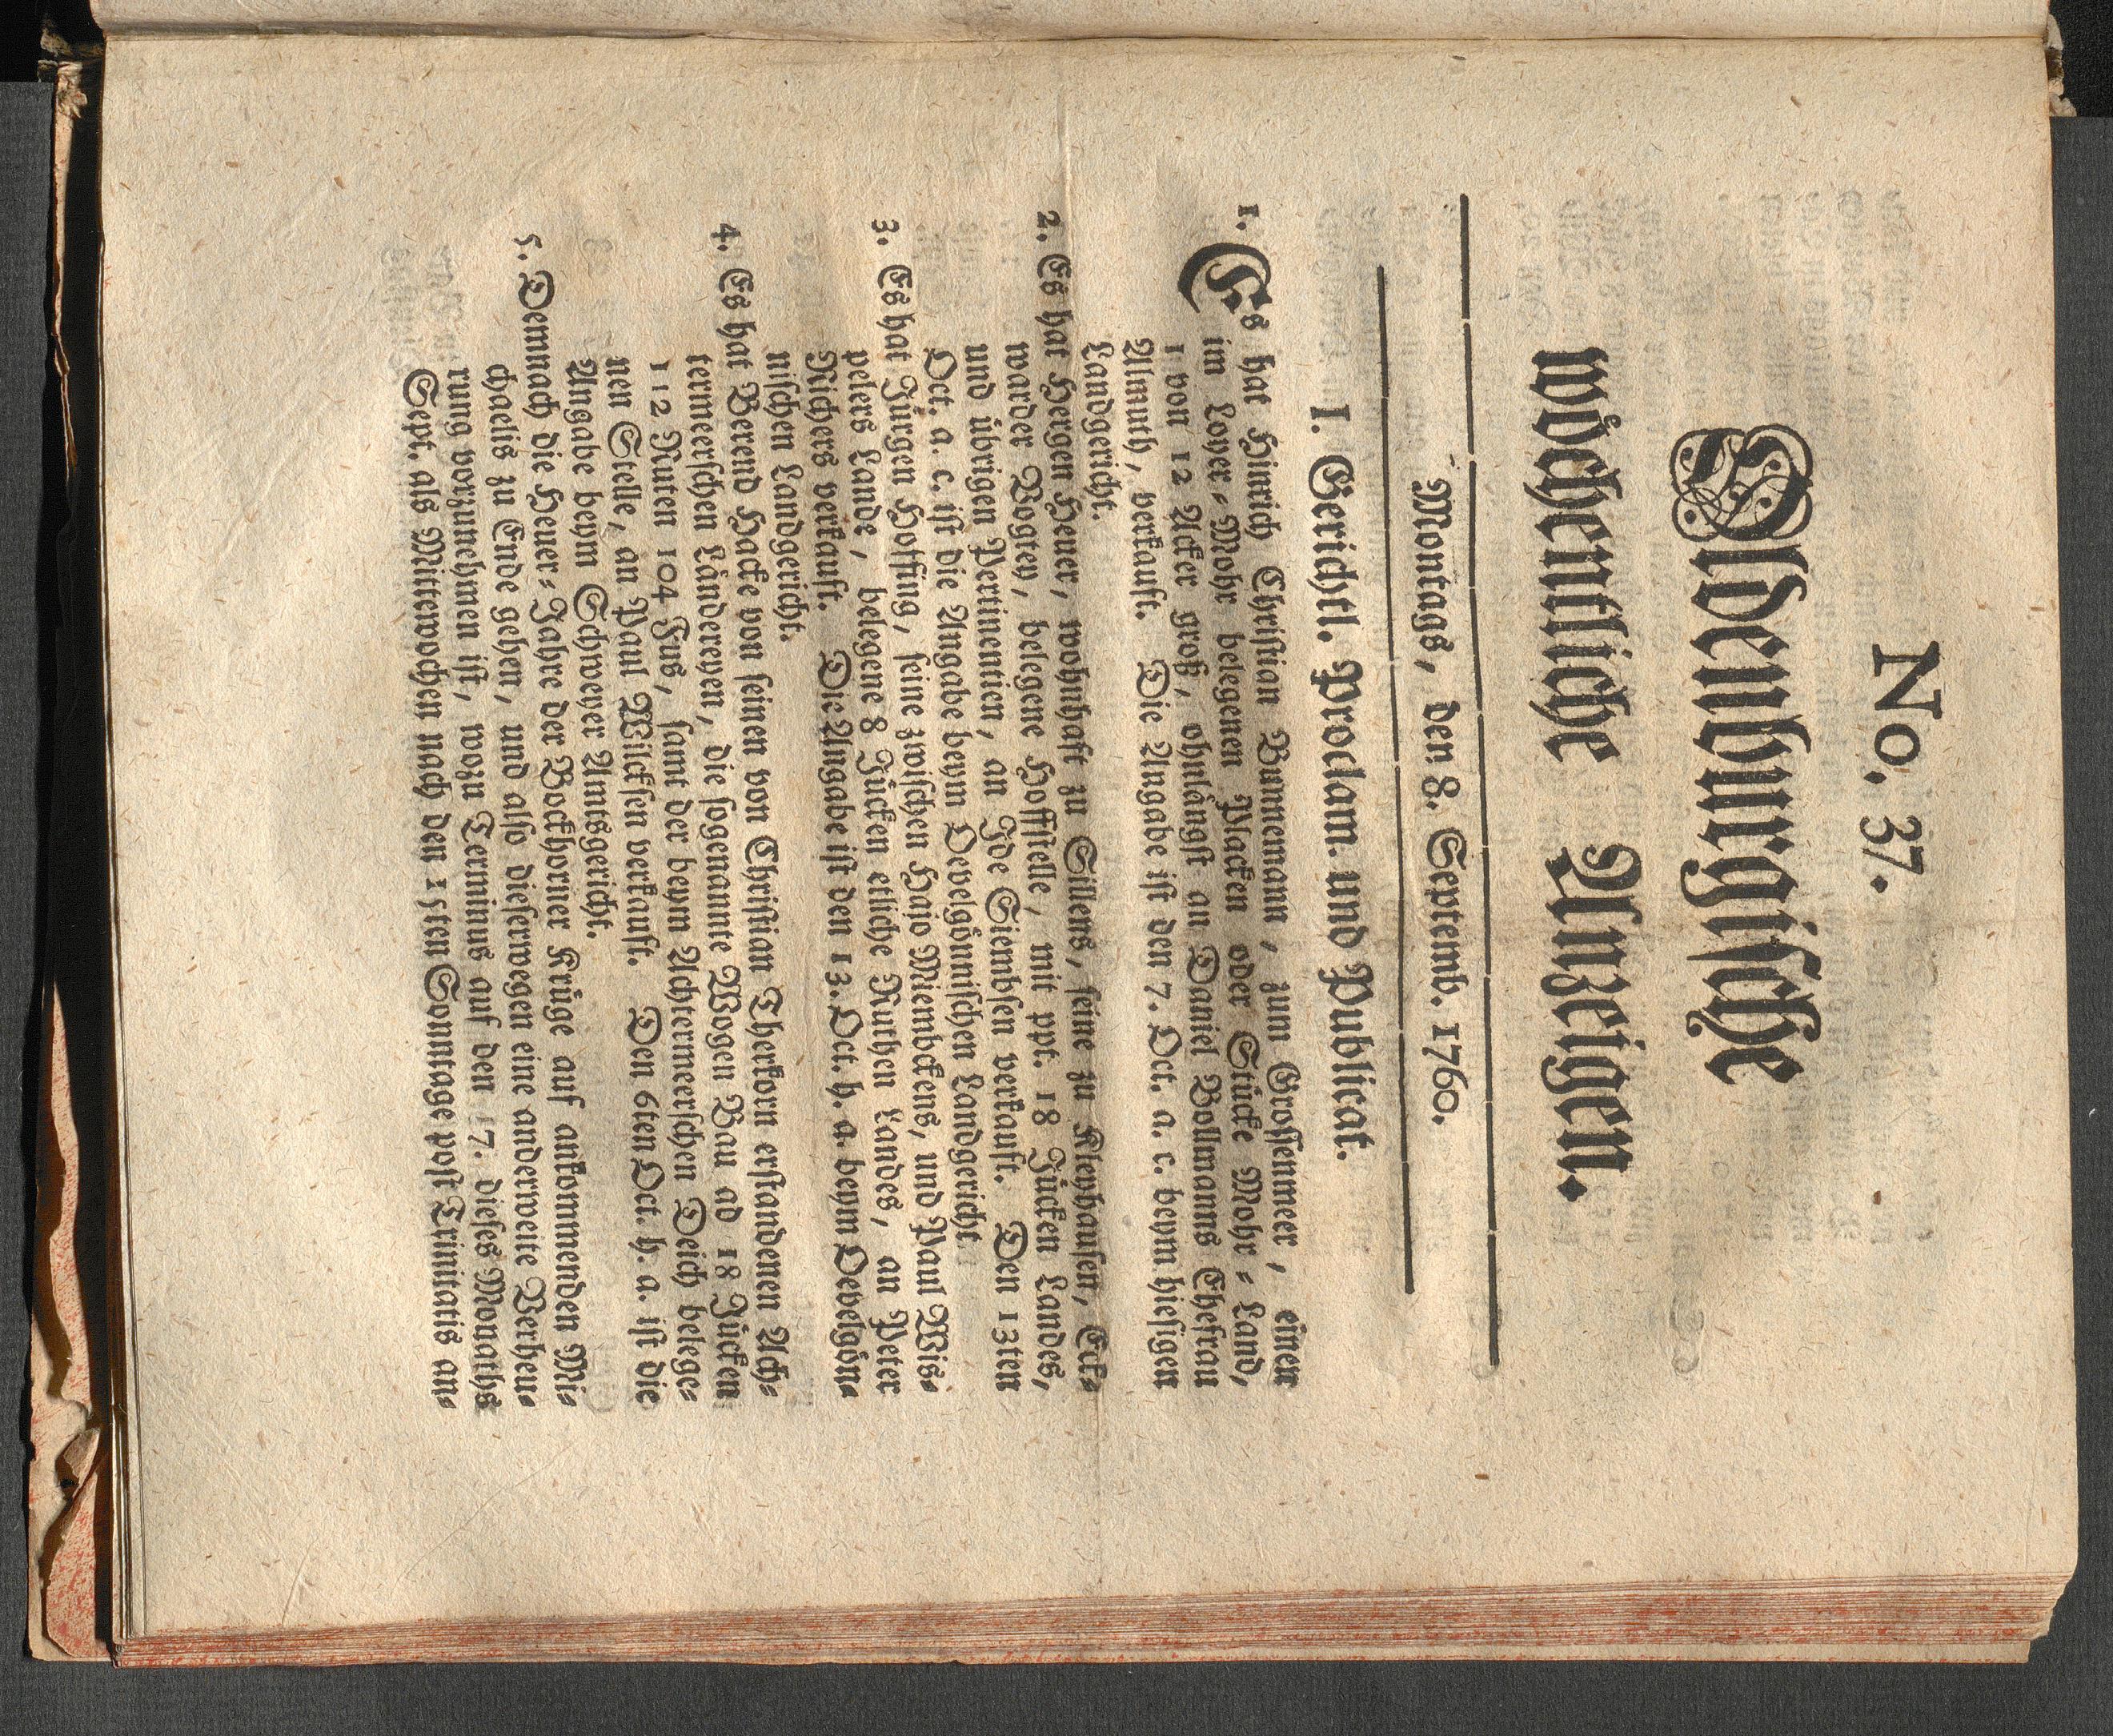 No. 37.
Oldenburgische
wöchentliche Anzeigen.
Montags, den 8. Septemb. 1760.
I. Gerichtl. Proclam. und Publicat.
1. Es hat Hinrich Christian Bunnemann, zum Grossenmeer, einen
im Loyer-Mohr belegenen Placken oder Stücke Mohr-Land,
1 von 12 Acker groß, ohnlängst an Daniel Bollmanns Ehefrau
Almuth, verkauft. Die Angabe ist den 7. Oct. a. c. beym hiesigen
Landgericht.
2. Es hat Hergen Heuer, wohnhaft zu Sillens, seine zu Kleyhausen, Eck-
warder Vogtey, belegene Hoffstelle, mit ppt. 18 Jücken Landes,
und übrigen Pertinentien, an Ide Siembsen verkauft. Den 13ten
Oct. a. c. ist die Angabe beym Develgönnischen Landgericht.
3. Es hat Jürgen Hoffing, seine zwischen Hajo Miembckens, und Paul Wis-
pelers Lande, belegene 8 Jücken etliche Ruthen Landes, an Peter
Richers verkauft. Die Angabe ist den 13. Oct. h. a. beym Develgön-
nischen Landgericht.
4. Es hat Berend Hacke von seinen von Christian Therkorn erstandenen Ach-
termeerschen Ländereyen, die sogenannte Wogen Bau ad 18 Jücken
112 Ruten 104 Fus, samt der beym Achtermeerschen Deich belege-
nen Stelle, an Paul Wilcksen verkauft. Den 6ten Oct. h. a. ist die
Angabe beym Schweyer Amtsgericht.
5. Demnach die Heuer-Jahre der Bockhorner Krüge auf ankommenden Mi-
chaelis zu Ende gehen, und also dieserwegen eine anderweite Verheu-
rung vorzunehmen ist, wozu Terminus auf den 17. dieses Monaths
Sept. als Mittewochen nach den 15ten Sonntage post Trinitatis an-